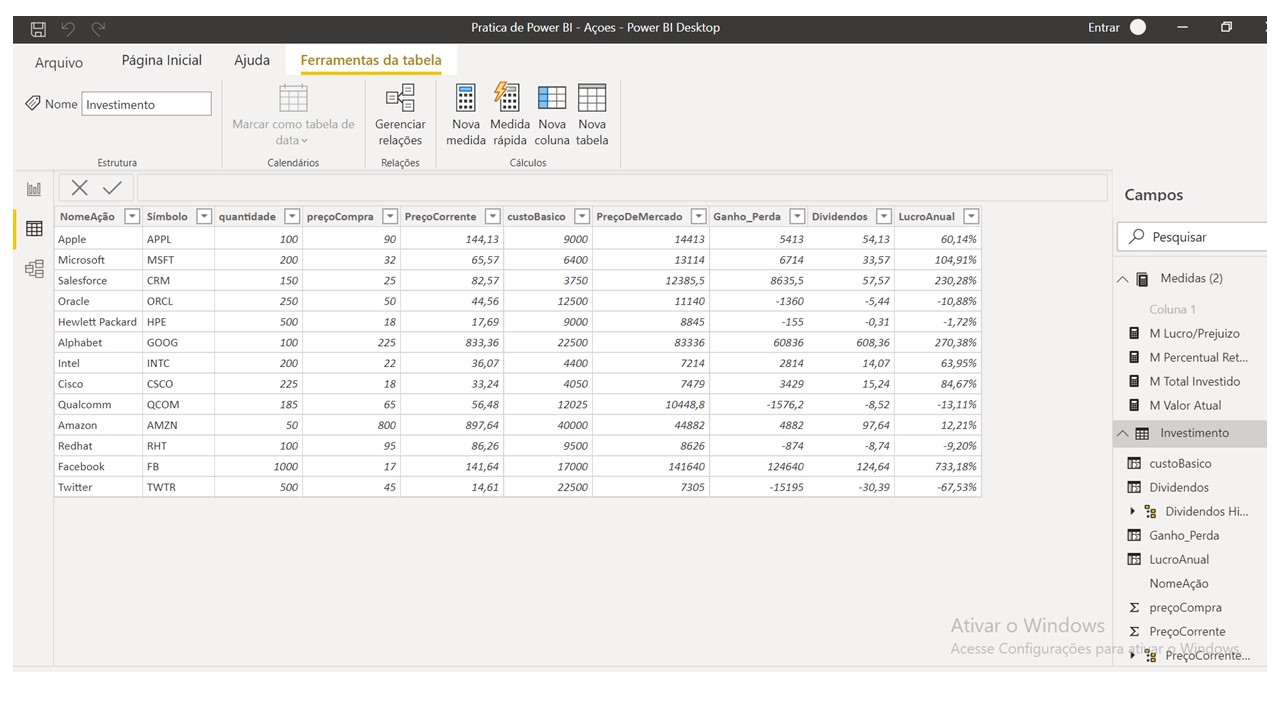 Pratica de Power BI - Açoes - Power BI Desktop Entrar
Arquivo Página Inicial Ajuda Ferramentas da tabela
Nome Investimento
Marcar como tabela de data
Gerenciar relações
Nova medida
Medida rápida
Nova coluna
Nova tabela
Estrutura Calendários Relações Cálculos
NomeAção Símbolo quantidade preçoCompra PreçoCorrente custoBasico PreçoDeMercado Ganho_Perda Dividendos LucroAnual
Apple APPL 100 90 144,13 9000 14413 5413 54,13 60,14%
Microsoft MSFT 200 32 65,57 6400 13114 6714 33,57 104,91%
Salesforce CRM 150 25 82,57 3750 12385,5 8635,5 57,57 230,28%
Oracle ORCL 250 50 44,56 12500 11140 -1360 -5,44 -10,88%
Hewlett Packard HPE 500 18 17,69 9000 8845 -155 -0,31 -1,72%
Alphabet GOOG 100 225 833,36 22500 83336 60836 608,36 270,38%
Intel INTC 200 22 36,07 4400 7214 2814 14,07 63,95%
Cisco CSCO 225 18 33,24 4050 7479 3429 15,24 84,67%
Qualcomm QCOM 185 65 56,48 12025 10448,8 -1576,2 -8,52 -13,11%
Amazon AMZN 50 800 897,64 40000 44882 4882 97,64 12,21%
Redhat RHT 100 95 86,26 9500 8626 -874 -8,74 -9,20%
Facebook FB 1000 17 141,64 17000 141640 124640 124,64 733,18%
Twitter TWTR 500 45 14,61 22500 7305 -15195 -30,39 -67,53%
Campos
Pesquisar
Medidas (2)
Coluna 1
M Lucro/Prejuizo
M Percentual Ret...
M Total Investido
M Valor Atual
Investimento
custoBasico
Dividendos
Dividendos Hi...
Ganho_Perda
LucroAnual
NomeAção
preçoCompra
PreçoCorrente
PreçoCorrente...
Ativar o Windows
Acesse Configurações para ativar o Windows.